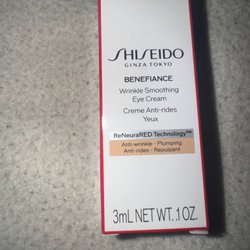 SHISEIDO
GINZA TOKYO
BENEFIANCE
Wrinkle Smoothing
Eye Cream
Creme Anti-rides
Yeux
ReNeuraRED Technology™
Anti-wrinkle - Plumping
Anti-rides - Repulpant
3mL NET WT. .1 OZ.